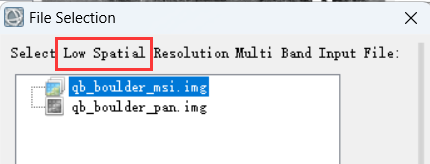 File Selection
Select Low Spatial Resolution Multi Band Input File:
qb_boulder_msi.img
qb_boulder_pan.img